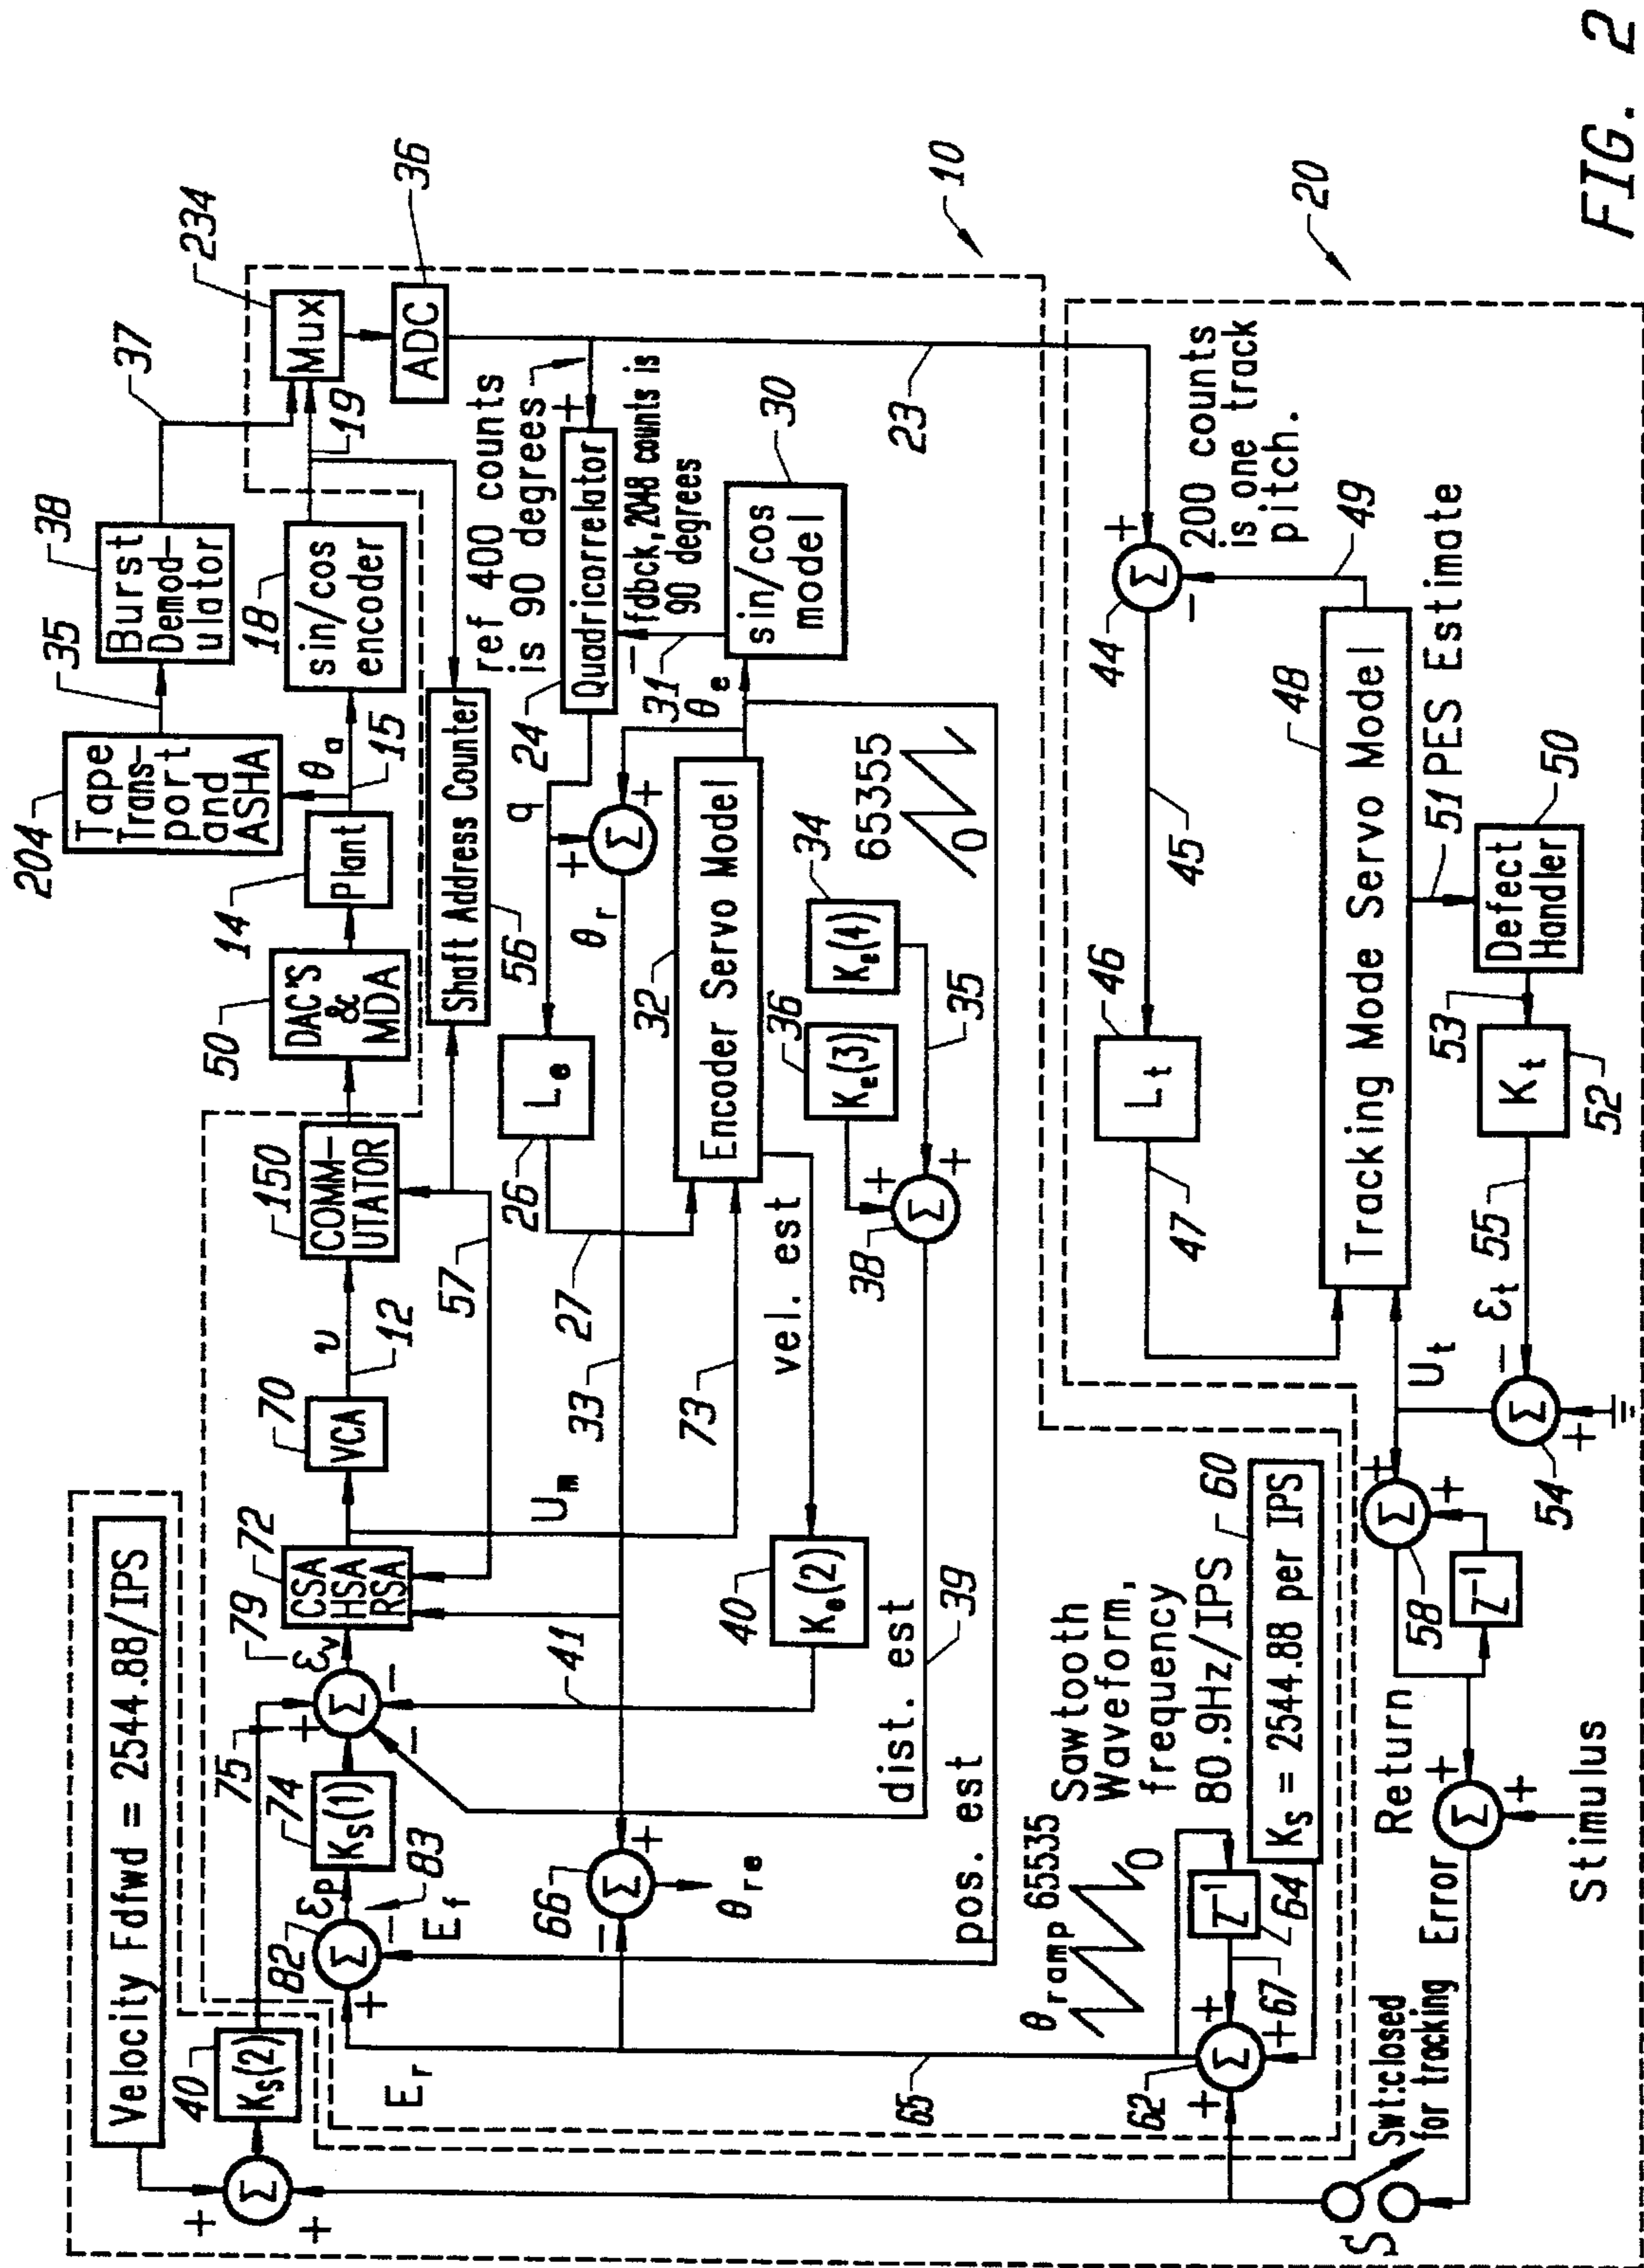 Velocity Fdfwd = 2544.88/IPS
40
Ks(2)
Σ
+
+
75
82
Σ
+
−
εp
Ef
83
74
Ks(1)
Σ
+
−
−
εv
79
72
CSA
HSA
RSA
70
VCA
υ
12
150
COMM-
UTATOR
50
DAC'S
&
MDA
14
Plant
θa
15
204
Tape
Trans-
port
and
ASHA
35
38
Burst
Demod-
ulator
37
18
sin/cos
encoder
19
234
Mux
36
ADC
57
56
Shaft Address Counter
ref 400 counts
is 90 degrees
+
24
Quadricorrelator
−
fdbck, 2048 counts is
90 degrees
31
30
sin/cos
model
θe
q
Σ
+
+
θr
26
Le
27
32
Encoder Servo Model
33
Um
73
41
vel. est
40
Ke(2)
34
Ke(4)
36
Ke(3)
35
38
Σ
+
+
653355
0
dist. est
39
pos. est
66
Σ
+
−
θre
Er
65
θramp
65535
0
Sawtooth
Waveform,
frequency
80.9Hz/IPS
60
Ks = 2544.88 per IPS
Z-1
64
67
62
Σ
+
+
+
10
23
20
44
Σ
+
−
200 counts
is one track
pitch.
49
45
46
Lt
47
48
Tracking Mode Servo Model
51 PES Estimate
50
Defect
Handler
53
Kt
52
55
εt
−
Σ
+
54
Ut
58
Σ
+
+
Z-1
Return
Σ
+
+
Stimulus
Error
Swt:closed
for tracking
S
FIG. 2